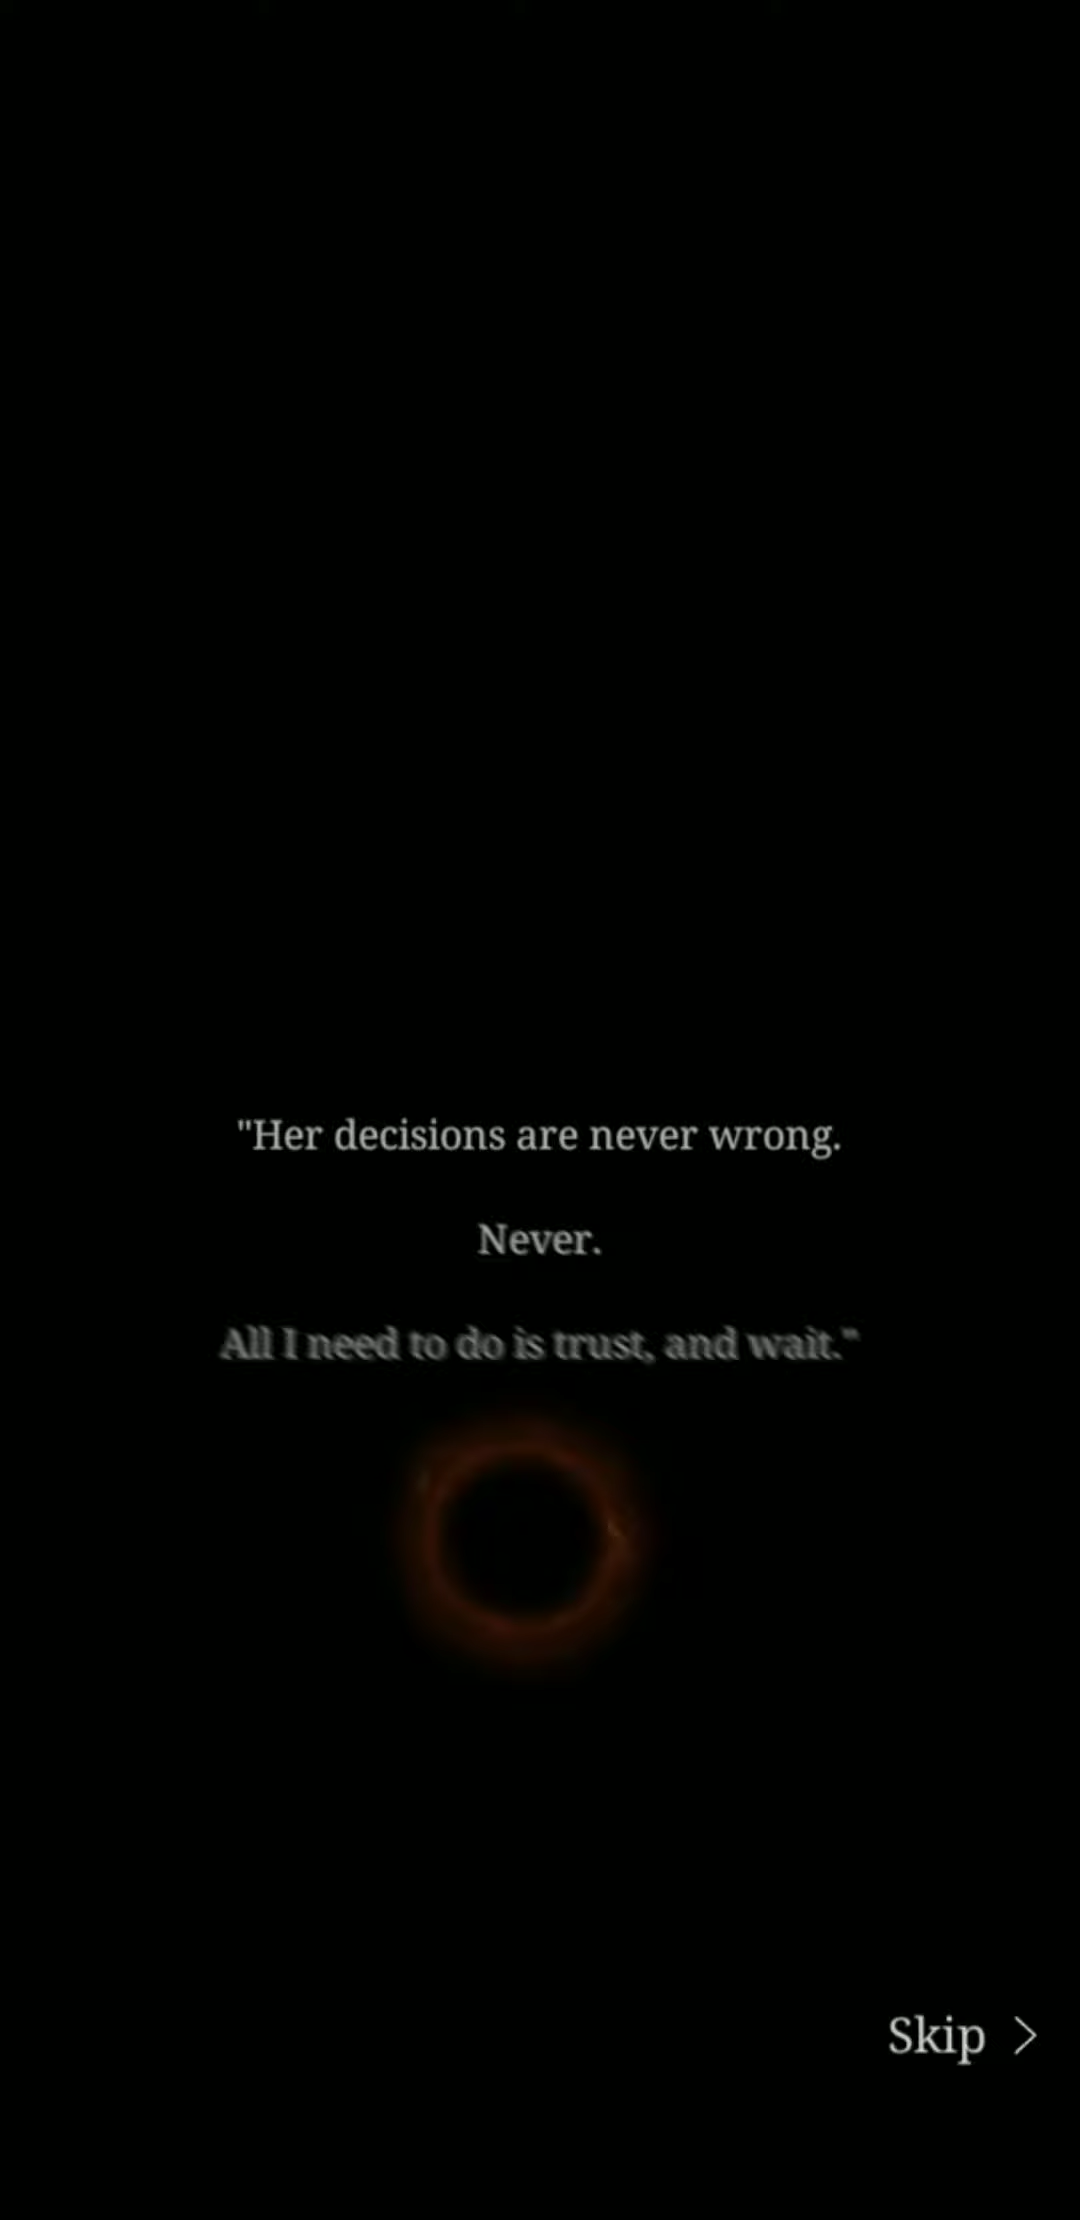 "Her decisions are never wrong.
Never.
All I need to do is trust, and wait."
Skip >